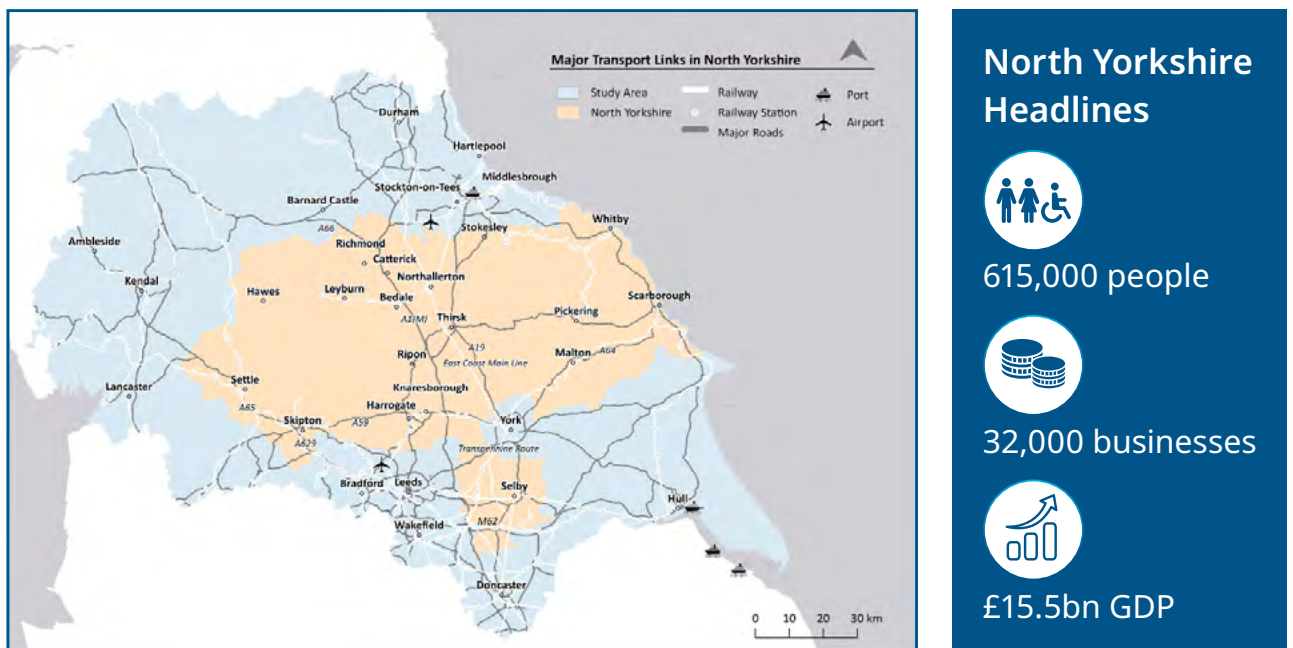 Major Transport Links in North Yorkshire
Study Area
North Yorkshire
Railway
Railway Station
Major Roads
Port
Airport
Durham
Hartlepool
Middlesbrough
Stockton-on-Tees
Barnard Castle
A66
Whitby
Stokesley
Ambleside
Richmond
Catterick
Kendal
Northallerton
Hawes
Leyburn
Bedale
Scarborough
A1(M)
Thirsk
Pickering
A19
East Coast Main Line
Ripon
Malton
A64
Lancaster
Settle
Knaresborough
A65
Harrogate
Skipton
A59
York
A629
Transpennine Route
Bradford
Leeds
Selby
Hull
Wakefield
M62
Doncaster
0 10 20 30 km
North Yorkshire
Headlines
615,000 people
32,000 businesses
£15.5bn GDP